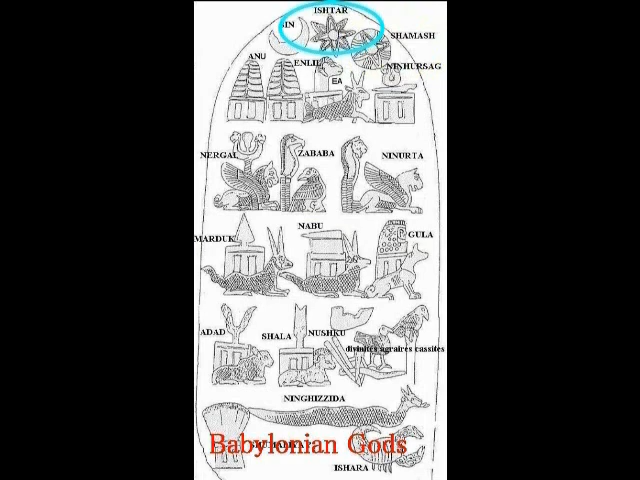 ISHTAR
SIN
SHAMASH
ANU
ENLIL
NINHURSAG
EA
NERGAL
ZABABA
NINURTA
MARDUK
NABU
GULA
ADAD
SHALA
NUSHKU
divinités agraires cassites
NINGHIZZIDA
Babylonian Gods
ISHARA